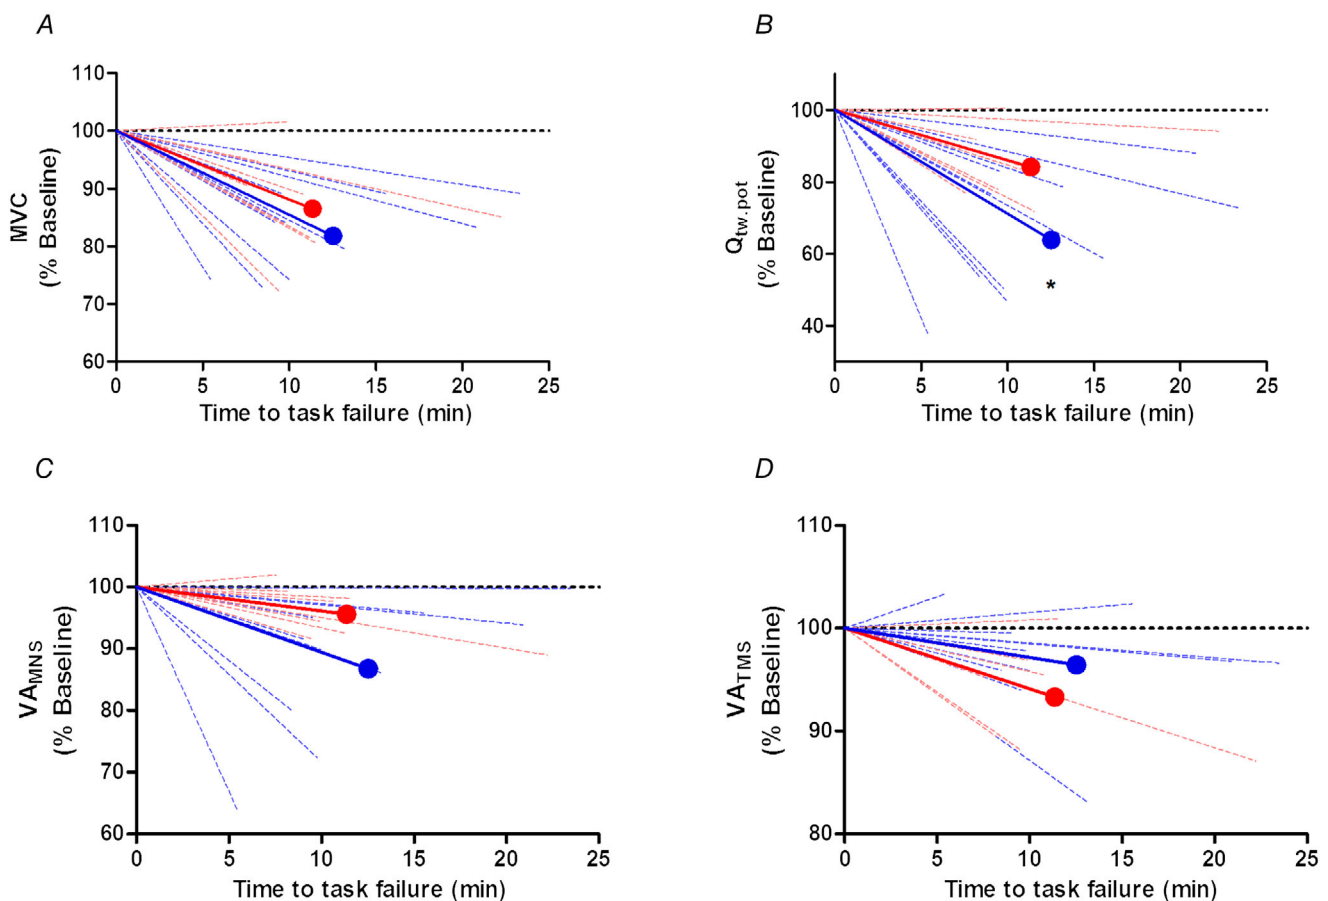 A
MVC
(% Baseline)
110
100
90
80
70
60
0 5 10 15 20 25
Time to task failure (min)
B
Qtw.pot
(% Baseline)
100
80
60
40
*
0 5 10 15 20 25
Time to task failure (min)
C
VAMNS
(% Baseline)
110
100
90
80
70
60
0 5 10 15 20 25
Time to task failure (min)
D
VATMS
(% Baseline)
110
100
90
80
0 5 10 15 20 25
Time to task failure (min)